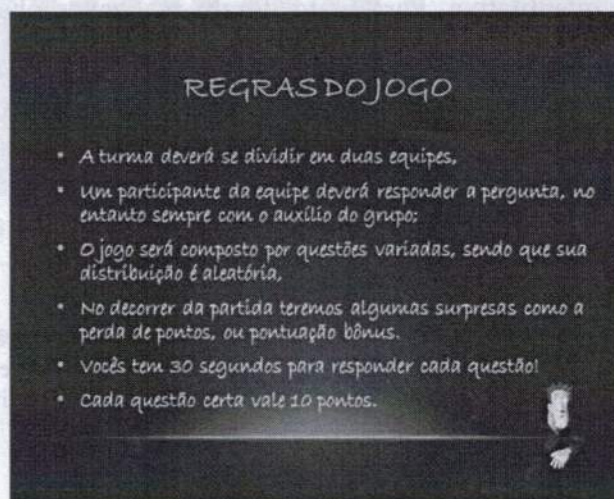 REGRAS DO JOGO
• A turma deverá se dividir em duas equipes,
• Um participante da equipe deverá responder a pergunta, no
entanto sempre com o auxílio do grupo;
• O jogo será composto por questões variadas, sendo que sua
distribuição é aleatória,
• No decorrer da partida teremos algumas surpresas como a
perda de pontos, ou pontuação bônus.
• Vocês tem 30 segundos para responder cada questão!
• Cada questão certa vale 10 pontos.